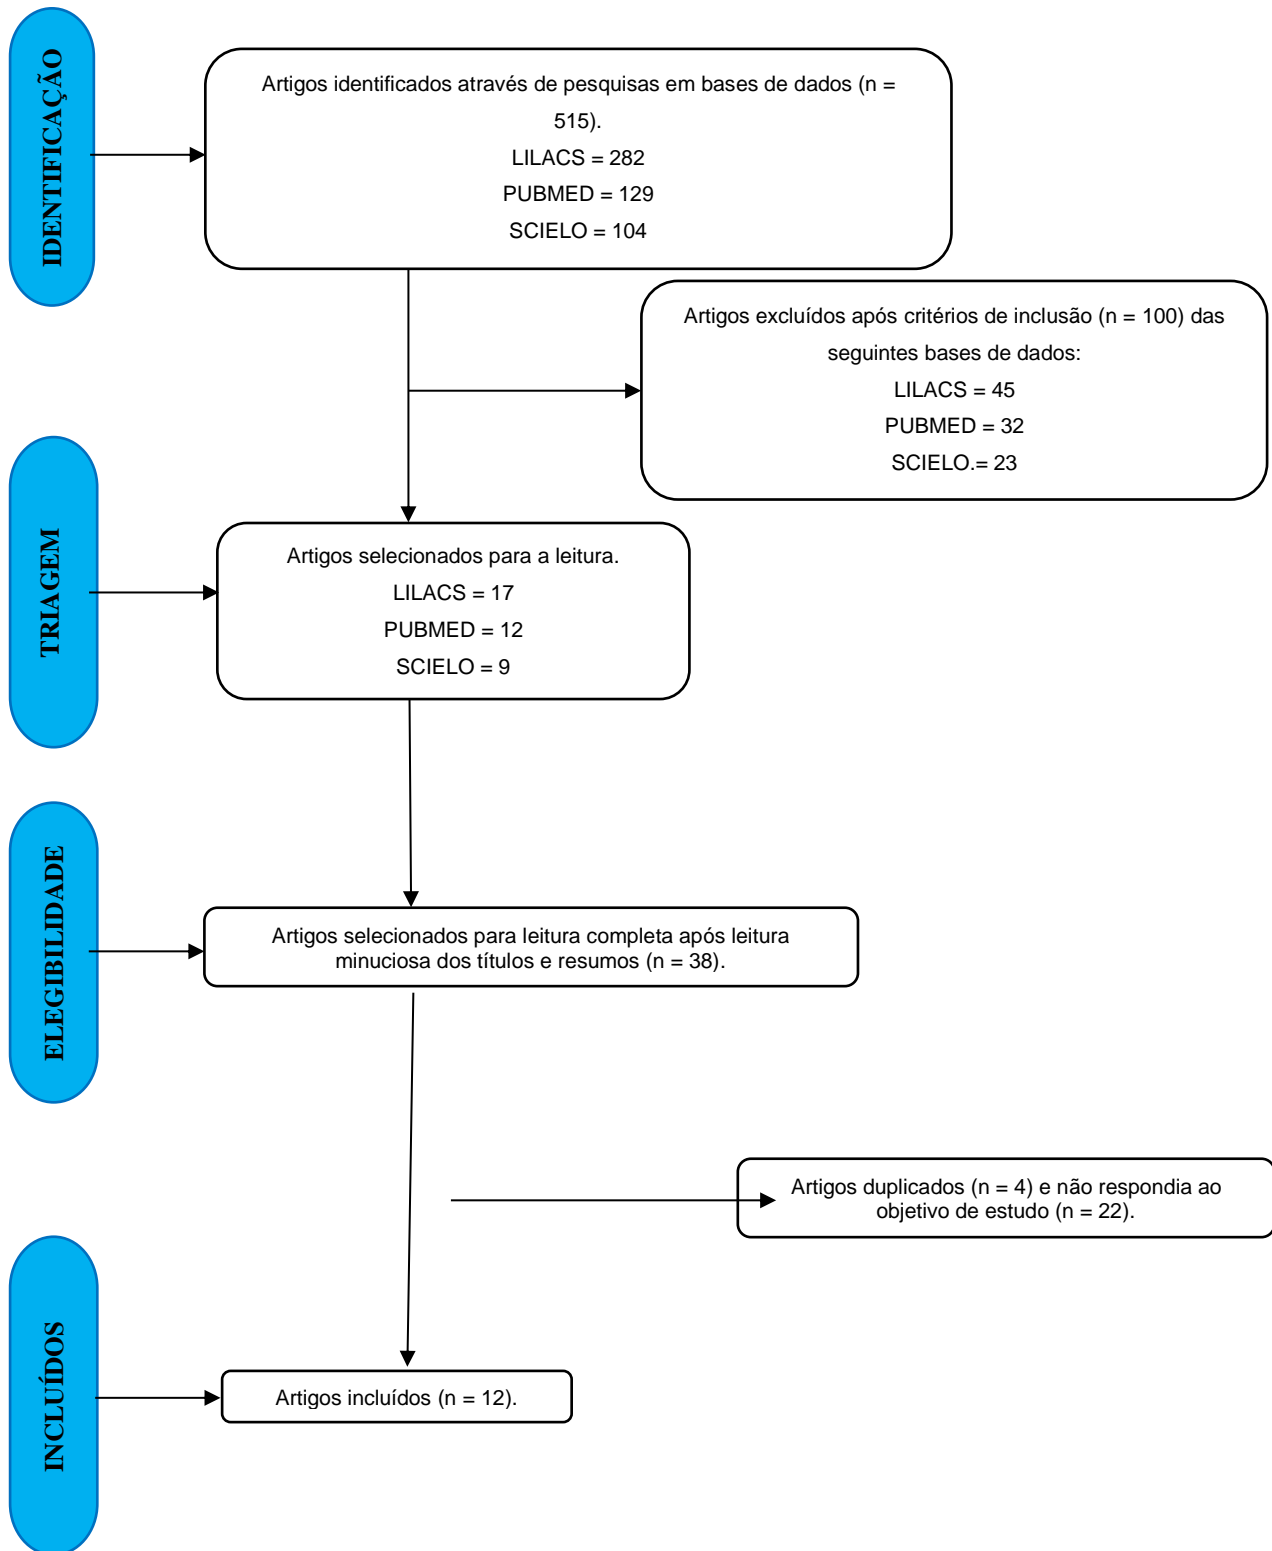 IDENTIFICAÇÃO
Artigos identificados através de pesquisas em bases de dados (n =
515).
LILACS = 282
PUBMED = 129
SCIELO = 104
Artigos excluídos após critérios de inclusão (n = 100) das
seguintes bases de dados:
LILACS = 45
PUBMED = 32
SCIELO.= 23
TRIAGEM
Artigos selecionados para a leitura.
LILACS = 17
PUBMED = 12
SCIELO = 9
ELEGIBILIDADE
Artigos selecionados para leitura completa após leitura
minuciosa dos títulos e resumos (n = 38).
Artigos duplicados (n = 4) e não respondia ao
objetivo de estudo (n = 22).
INCLUÍDOS
Artigos incluídos (n = 12).